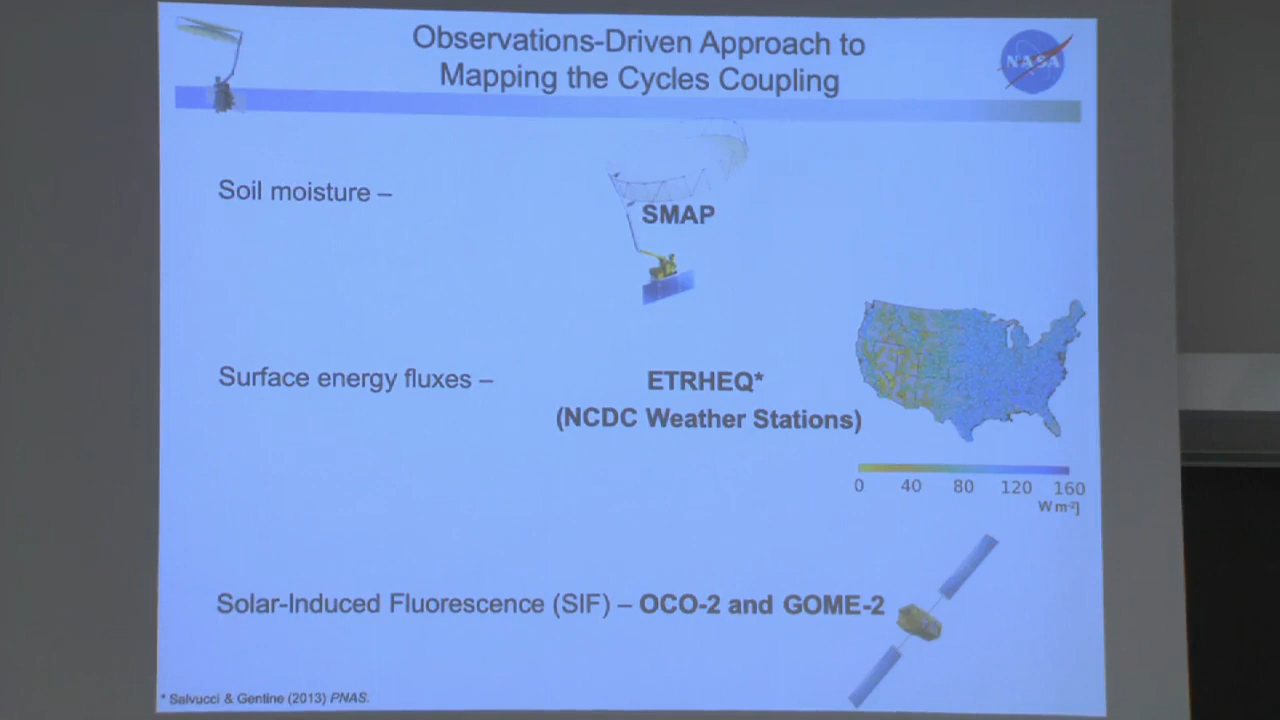 Observations-Driven Approach to
Mapping the Cycles Coupling
NASA
Soil moisture –
SMAP
Surface energy fluxes –
ETRHEQ*
(NCDC Weather Stations)
0 40 80 120 160
W m-2]
Solar-Induced Fluorescence (SIF) – OCO-2 and GOME-2
* Salvucci & Gentine (2013) PNAS.